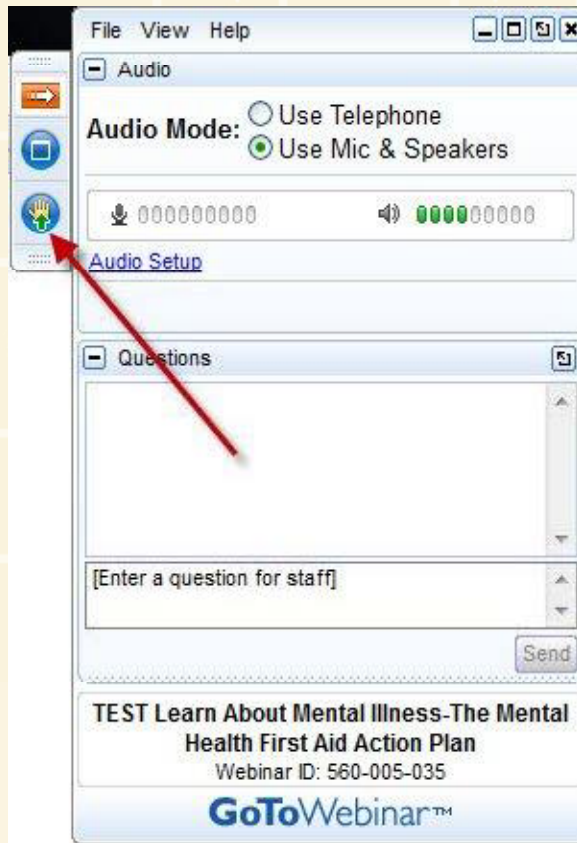 File View Help
Audio
Audio Mode: Use Telephone
Use Mic & Speakers
Audio Setup
Questions
[Enter a question for staff]
Send
TEST Learn About Mental Illness-The Mental
Health First Aid Action Plan
Webinar ID: 560-005-035
GoToWebinar™